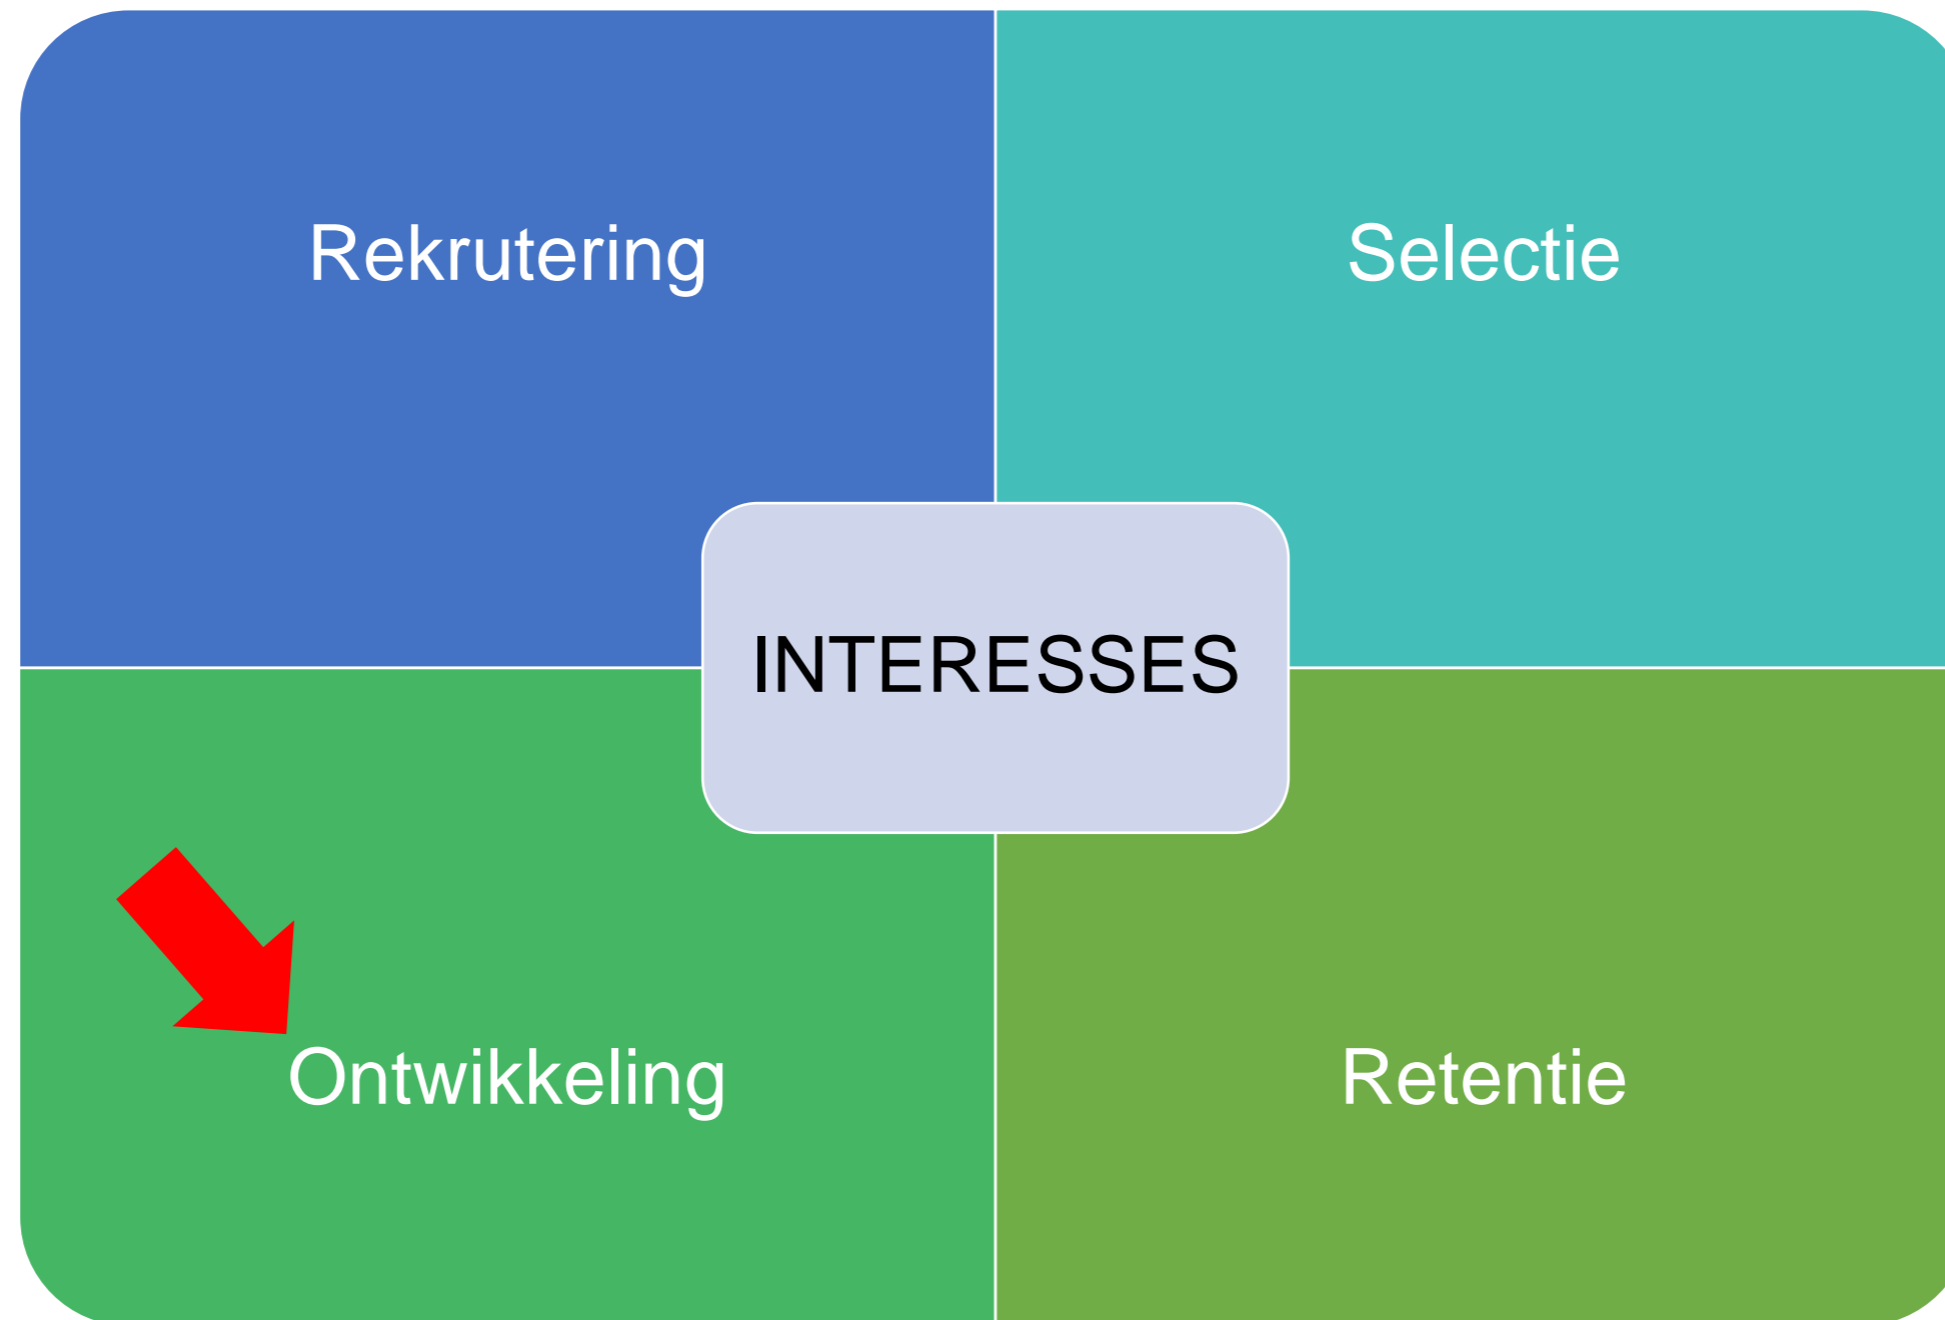 Rekrutering
Selectie
INTERESSES
Ontwikkeling
Retentie